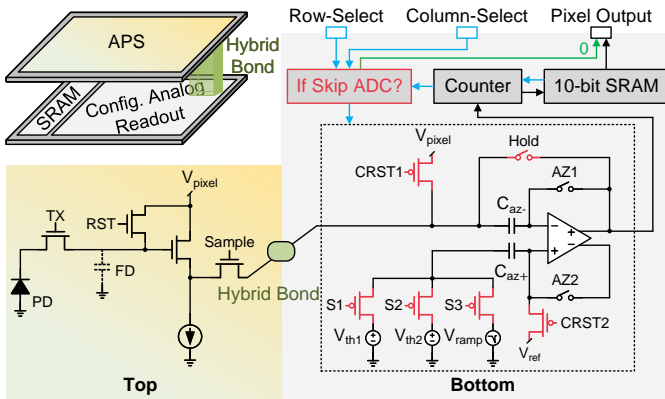 APS
Hybrid
Bond
SRAM
Config. Analog
Readout
Row-Select
Column-Select
Pixel Output
0
If Skip ADC?
Counter
10-bit SRAM
Vpixel
CRST1
Hold
AZ1
Caz-
Caz+
AZ2
CRST2
Vref
S1
S2
S3
Vth1
Vth2
Vramp
Bottom
Vpixel
TX
RST
Sample
FD
PD
Hybrid Bond
Top